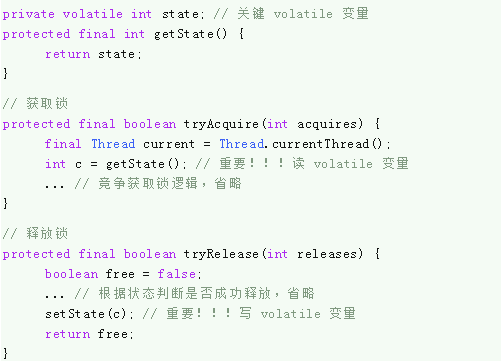 private volatile int state; // 关键 volatile 变量
protected final int getState() {
return state;
}
// 获取锁
protected final boolean tryAcquire(int acquires) {
final Thread current = Thread.currentThread();
int c = getState(); // 重要！！！读 volatile 变量
... // 竞争获取锁逻辑，省略
}
// 释放锁
protected final boolean tryRelease(int releases) {
boolean free = false;
... // 根据状态判断是否成功释放，省略
setState(c); // 重要！！！写 volatile 变量
return free;
}